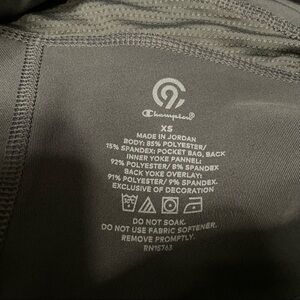 Champion
XS
MADE IN JORDAN
BODY: 85% POLYESTER/
15% SPANDEX: POCKET BAG, BACK
INNER YOKE PANNEL:
92% POLYESTER/ 8% SPANDEX
BACK YOKE OVERLAY:
91% POLYESTER/ 9% SPANDEX.
EXCLUSIVE OF DECORATION
DO NOT SOAK.
DO NOT USE FABRIC SOFTENER.
REMOVE PROMPTLY.
RN15763